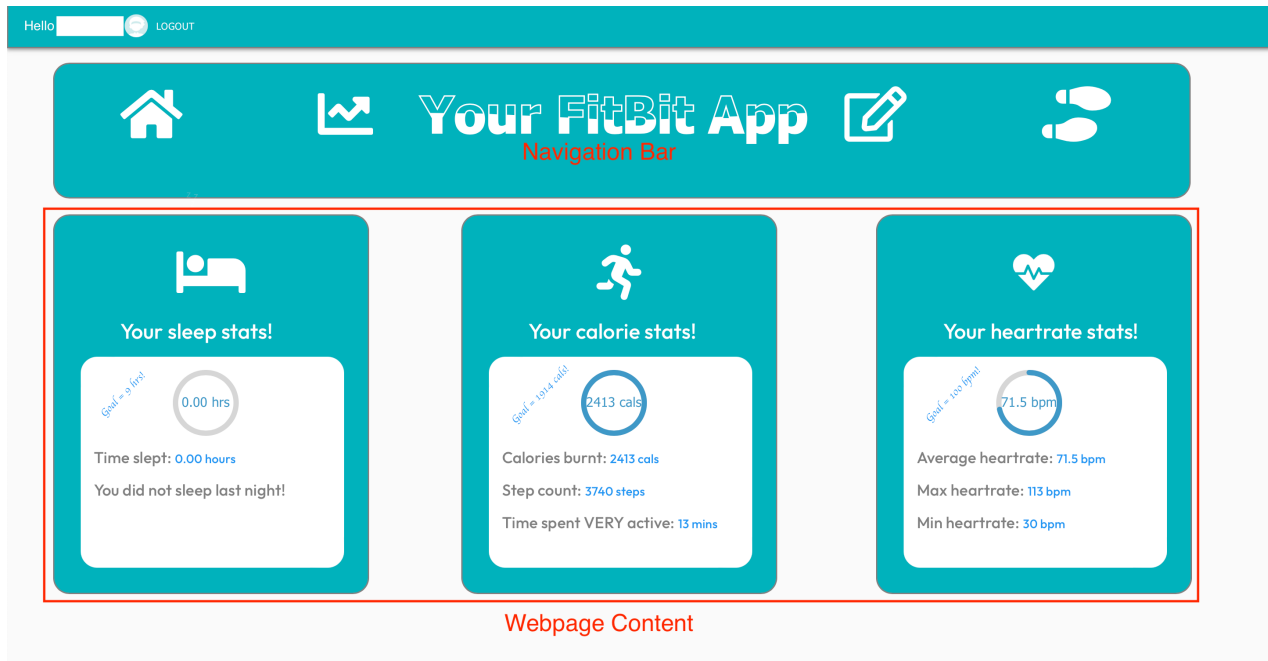 Hello
LOGOUT
Your FitBit App
Navigation Bar
Your sleep stats!
Goal = 9 hrs!
0.00 hrs
Time slept: 0.00 hours
You did not sleep last night!
Your calorie stats!
Goal = 1914 cals!
2413 cals
Calories burnt: 2413 cals
Step count: 3740 steps
Time spent VERY active: 13 mins
Your heartrate stats!
Goal = 100 bpm!
71.5 bpm
Average heartrate: 71.5 bpm
Max heartrate: 113 bpm
Min heartrate: 30 bpm
Webpage Content